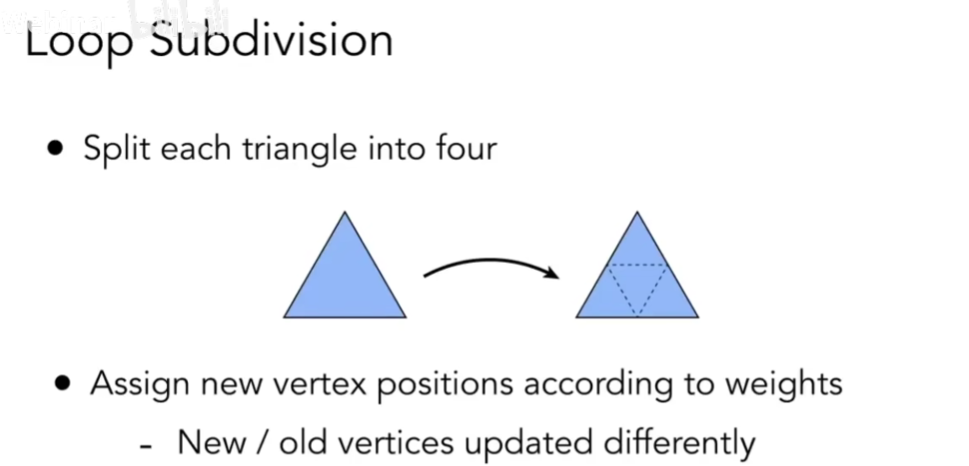 Loop Subdivision
• Split each triangle into four
• Assign new vertex positions according to weights
- New / old vertices updated differently